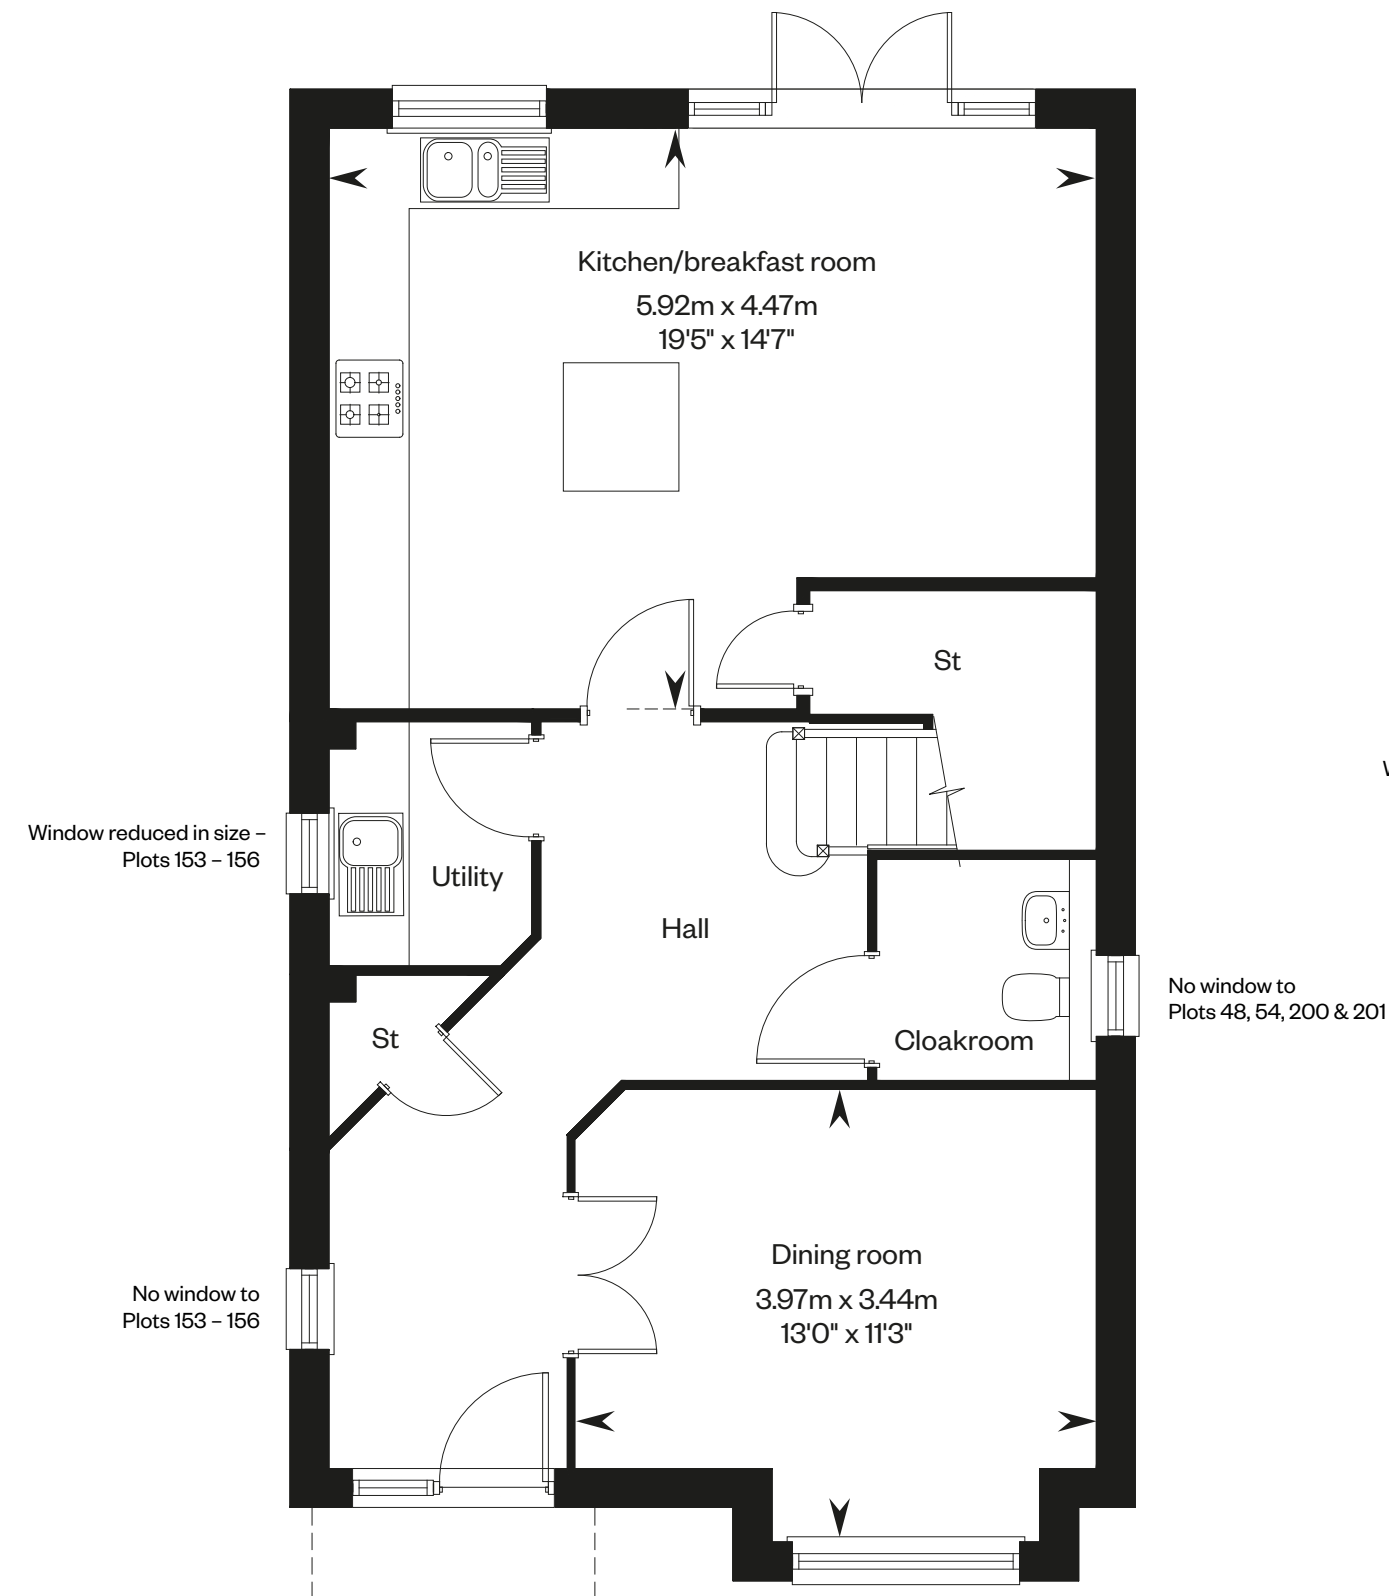 Kitchen/breakfast room
5.92m x 4.47m
19'5" x 14'7"
St
Window reduced in size –
Plots 153 – 156
Utility
Hall
No window to
Plots 48, 54, 200 & 201
St
Cloakroom
Dining room
3.97m x 3.44m
13'0" x 11'3"
No window to
Plots 153 – 156